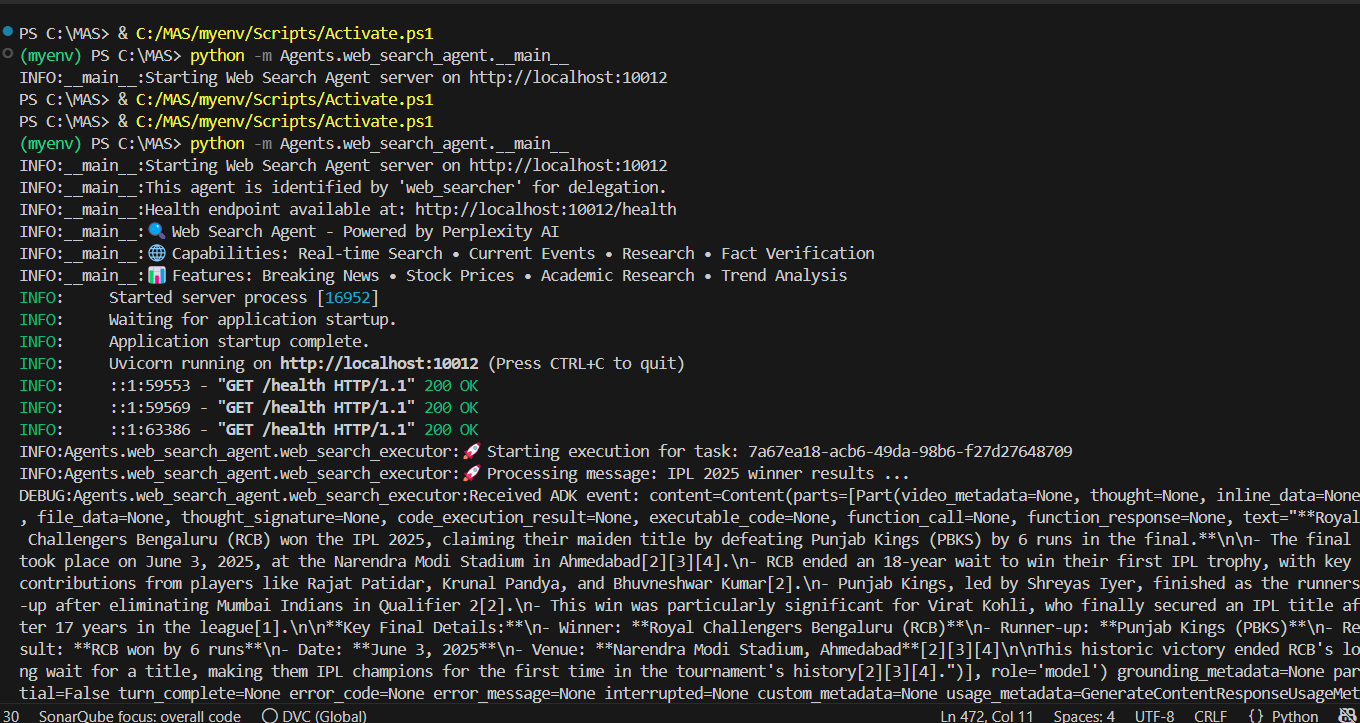 PS C:\MAS> & C:/MAS/myenv/Scripts/Activate.ps1
(myenv) PS C:\MAS> python -m Agents.web_search_agent.__main__
INFO:__main__:Starting Web Search Agent server on http://localhost:10012
PS C:\MAS> & C:/MAS/myenv/Scripts/Activate.ps1
PS C:\MAS> & C:/MAS/myenv/Scripts/Activate.ps1
(myenv) PS C:\MAS> python -m Agents.web_search_agent.__main__
INFO:__main__:Starting Web Search Agent server on http://localhost:10012
INFO:__main__:This agent is identified by 'web_searcher' for delegation.
INFO:__main__:Health endpoint available at: http://localhost:10012/health
INFO:__main__:🔍 Web Search Agent - Powered by Perplexity AI
INFO:__main__:🌐 Capabilities: Real-time Search • Current Events • Research • Fact Verification
INFO:__main__:📊 Features: Breaking News • Stock Prices • Academic Research • Trend Analysis
INFO:     Started server process [16952]
INFO:     Waiting for application startup.
INFO:     Application startup complete.
INFO:     Uvicorn running on http://localhost:10012 (Press CTRL+C to quit)
INFO:     ::1:59553 - "GET /health HTTP/1.1" 200 OK
INFO:     ::1:59569 - "GET /health HTTP/1.1" 200 OK
INFO:     ::1:63386 - "GET /health HTTP/1.1" 200 OK
INFO:Agents.web_search_agent.web_search_executor:🚀 Starting execution for task: 7a67ea18-acb6-49da-98b6-f27d27648709
INFO:Agents.web_search_agent.web_search_executor:🚀 Processing message: IPL 2025 winner results ...
DEBUG:Agents.web_search_agent.web_search_executor:Received ADK event: content=Content(parts=[Part(video_metadata=None, thought=None, inline_data=None
, file_data=None, thought_signature=None, code_execution_result=None, executable_code=None, function_call=None, function_response=None, text="**Royal
Challengers Bengaluru (RCB) won the IPL 2025, claiming their maiden title by defeating Punjab Kings (PBKS) by 6 runs in the final.**\n\n- The final
took place on June 3, 2025, at the Narendra Modi Stadium in Ahmedabad[2][3][4].\n- RCB ended an 18-year wait to win their first IPL trophy, with key
contributions from players like Rajat Patidar, Krunal Pandya, and Bhuvneshwar Kumar[2].\n- Punjab Kings, led by Shreyas Iyer, finished as the runners
-up after eliminating Mumbai Indians in Qualifier 2[2].\n- This win was particularly significant for Virat Kohli, who finally secured an IPL title af
ter 17 years in the league[1].\n\n**Key Final Details:**\n- Winner: **Royal Challengers Bengaluru (RCB)**\n- Runner-up: **Punjab Kings (PBKS)**\n- Re
sult: **RCB won by 6 runs**\n- Date: **June 3, 2025**\n- Venue: **Narendra Modi Stadium, Ahmedabad**[2][3][4]\n\nThis historic victory ended RCB's lo
ng wait for a title, making them IPL champions for the first time in the tournament's history[2][3][4].")], role='model') grounding_metadata=None par
tial=False turn_complete=None error_code=None error_message=None interrupted=None custom_metadata=None usage_metadata=GenerateContentResponseUsageMet
30 SonarQube focus: overall code DVC (Global) Ln 472, Col 11 Spaces: 4 UTF-8 CRLF {} Python